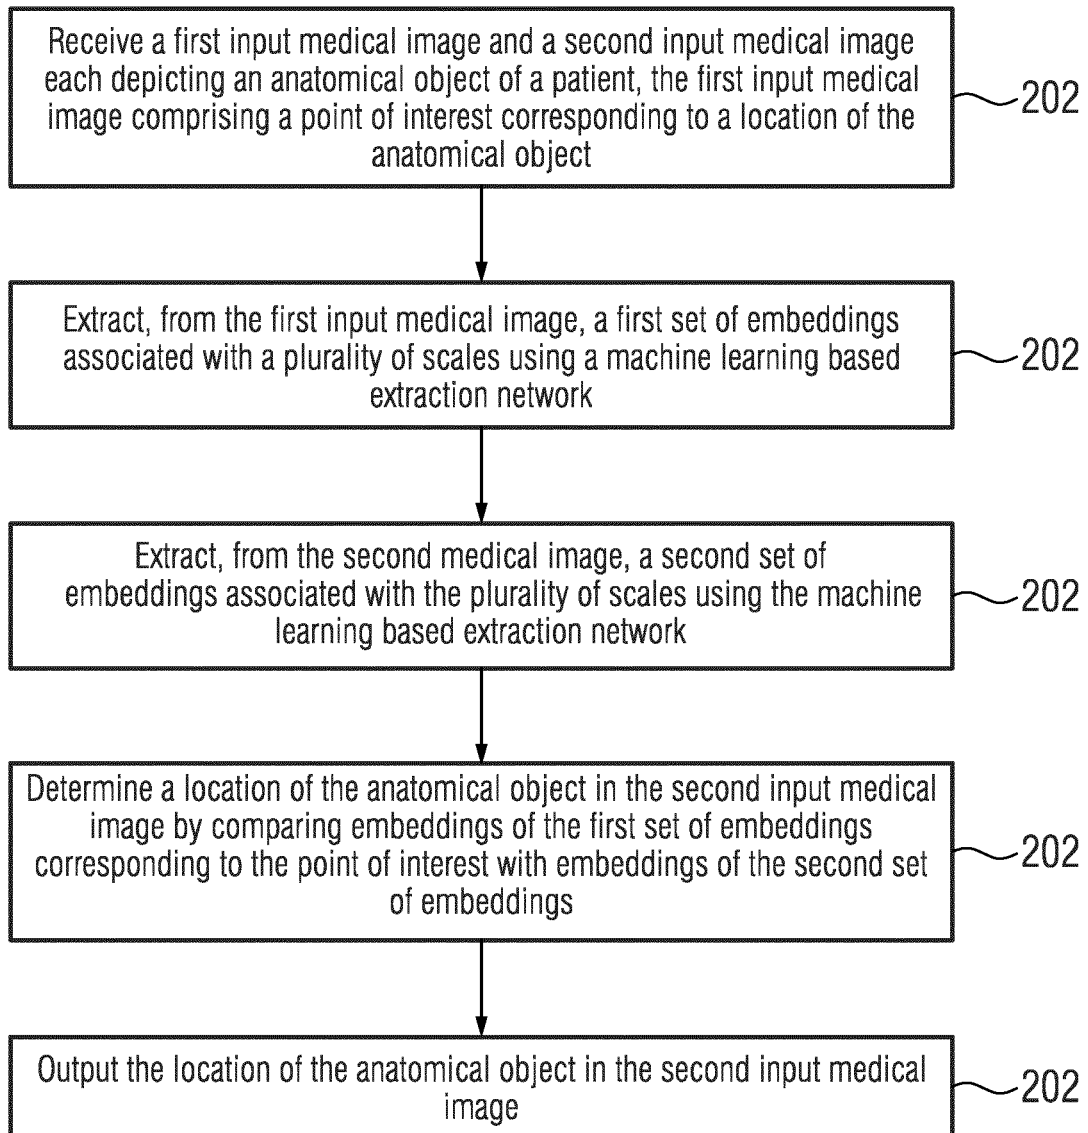 Receive a first input medical image and a second input medical image
each depicting an anatomical object of a patient, the first input medical
image comprising a point of interest corresponding to a location of the
anatomical object
202
Extract, from the first input medical image, a first set of embeddings
associated with a plurality of scales using a machine learning based
extraction network
202
Extract, from the second medical image, a second set of
embeddings associated with the plurality of scales using the machine
learning based extraction network
202
Determine a location of the anatomical object in the second input medical
image by comparing embeddings of the first set of embeddings
corresponding to the point of interest with embeddings of the second set
of embeddings
202
Output the location of the anatomical object in the second input medical
image
202